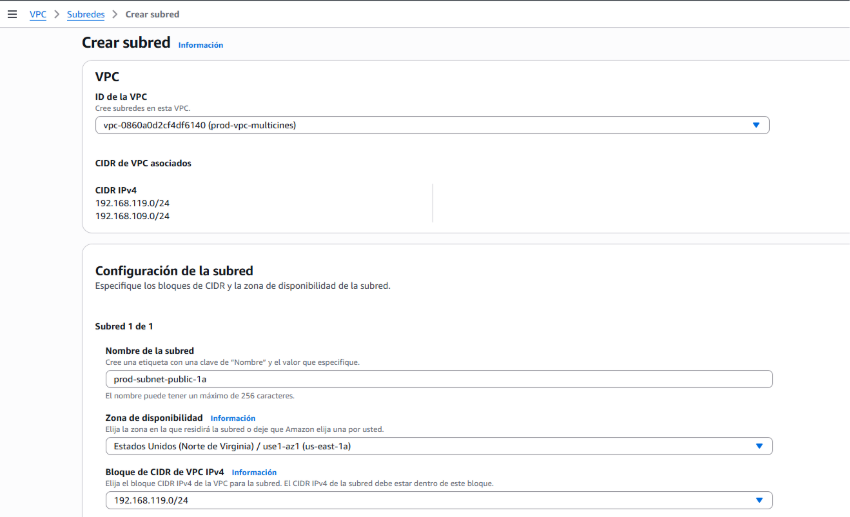 VPC > Subredes > Crear subred
Crear subred Información
VPC
ID de la VPC
Cree subredes en esta VPC.
vpc-0860a0d2cf4df6140 (prod-vpc-multicines)
CIDR de VPC asociados
CIDR IPv4
192.168.119.0/24
192.168.109.0/24
Configuración de la subred
Especifique los bloques de CIDR y la zona de disponibilidad de la subred.
Subred 1 de 1
Nombre de la subred
Cree una etiqueta con una clave de "Nombre" y el valor que especifique.
prod-subnet-public-1a
El nombre puede tener un máximo de 256 caracteres.
Zona de disponibilidad Información
Elija la zona en la que residirá la subred o deje que Amazon elija una por usted.
Estados Unidos (Norte de Virginia) / use1-az1 (us-east-1a)
Bloque de CIDR de VPC IPv4 Información
Elija el bloque CIDR IPv4 de la VPC para la subred. El CIDR IPv4 de la subred debe estar dentro de este bloque.
192.168.119.0/24